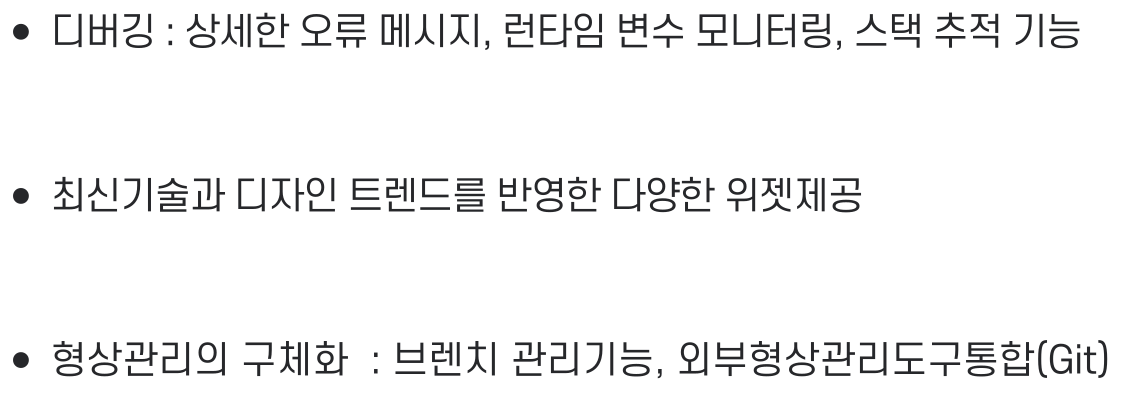 • 디버깅 : 상세한 오류 메시지, 런타임 변수 모니터링, 스택 추적 기능
• 최신기술과 디자인 트렌드를 반영한 다양한 위젯제공
• 형상관리의 구체화 : 브렌치 관리기능, 외부형상관리도구통합(Git)